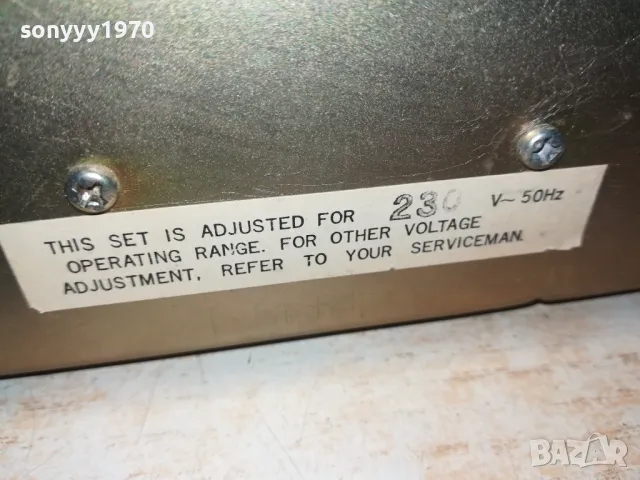 sonyyy1970
THIS SET IS ADJUSTED FOR 230 V~ 50Hz
OPERATING RANGE. FOR OTHER VOLTAGE
ADJUSTMENT, REFER TO YOUR SERVICEMAN.
BAZAR